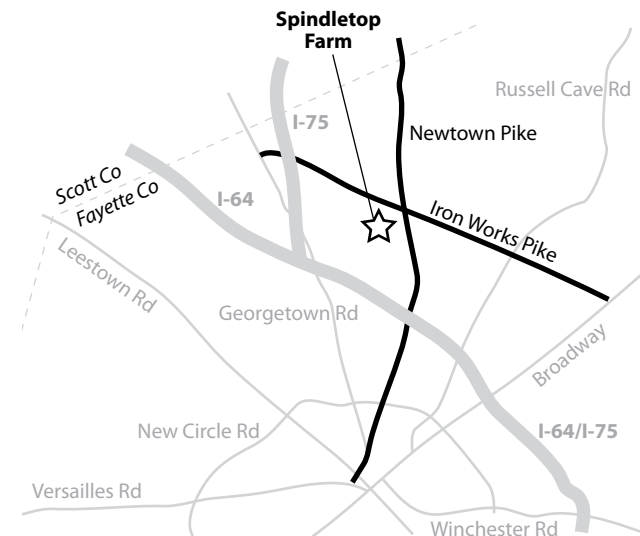 Spindletop
Farm
Russell Cave Rd
I-75
Newtown Pike
Scott Co
Fayette Co
I-64
Iron Works Pike
Leestown Rd
Georgetown Rd
Broadway
New Circle Rd
I-64/I-75
Versailles Rd
Winchester Rd